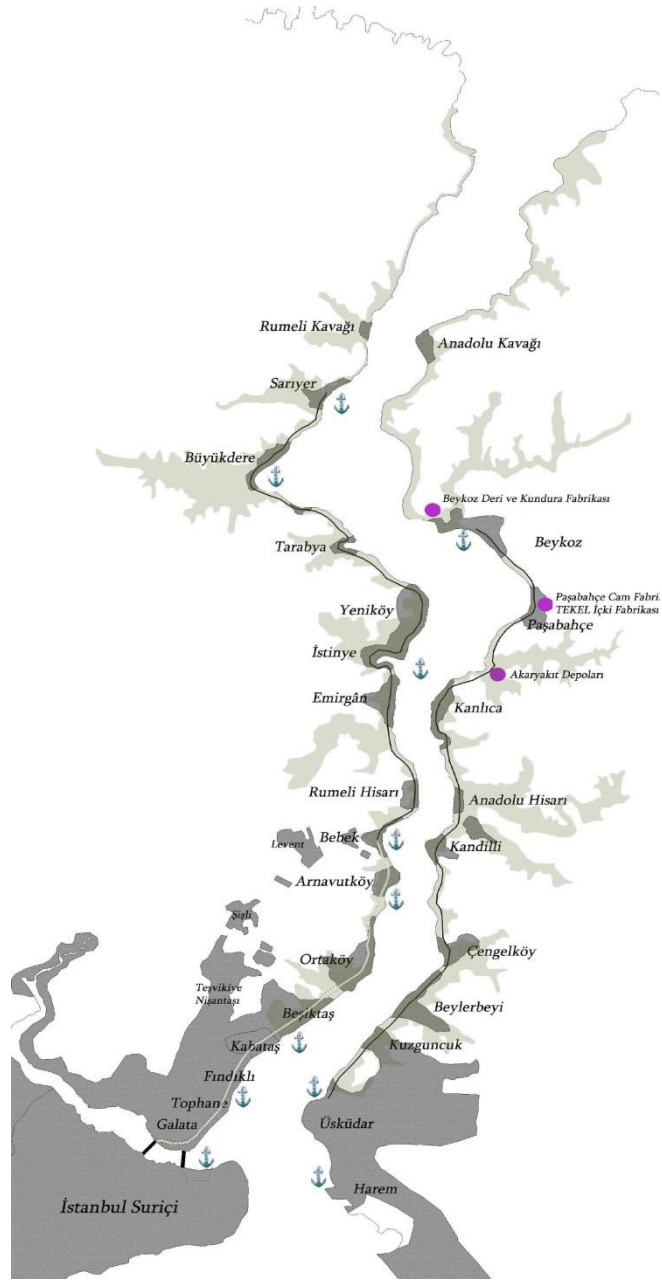 Rumeli Kavağı
Anadolu Kavağı
Sarıyer
Büyükdere
Beykoz Deri ve Kundura Fabrikası
Beykoz
Tarabya
Yeniköy
Paşabahçe Cam Fabri
TEKEL İçki Fabrikası
Paşabahçe
İstinye
Akaryakıt Depoları
Emirgân
Kanlıca
Rumeli Hisarı
Anadolu Hisarı
Bebek
Levent
Kandilli
Arnavutköy
Şişli
Ortaköy
Çengelköy
Teşvikiye
Nişantaşı
Beşiktaş
Beylerbeyi
Kabataş
Kuzguncuk
Fındıklı
Tophane
Galata
Üsküdar
Harem
İstanbul Suriçi